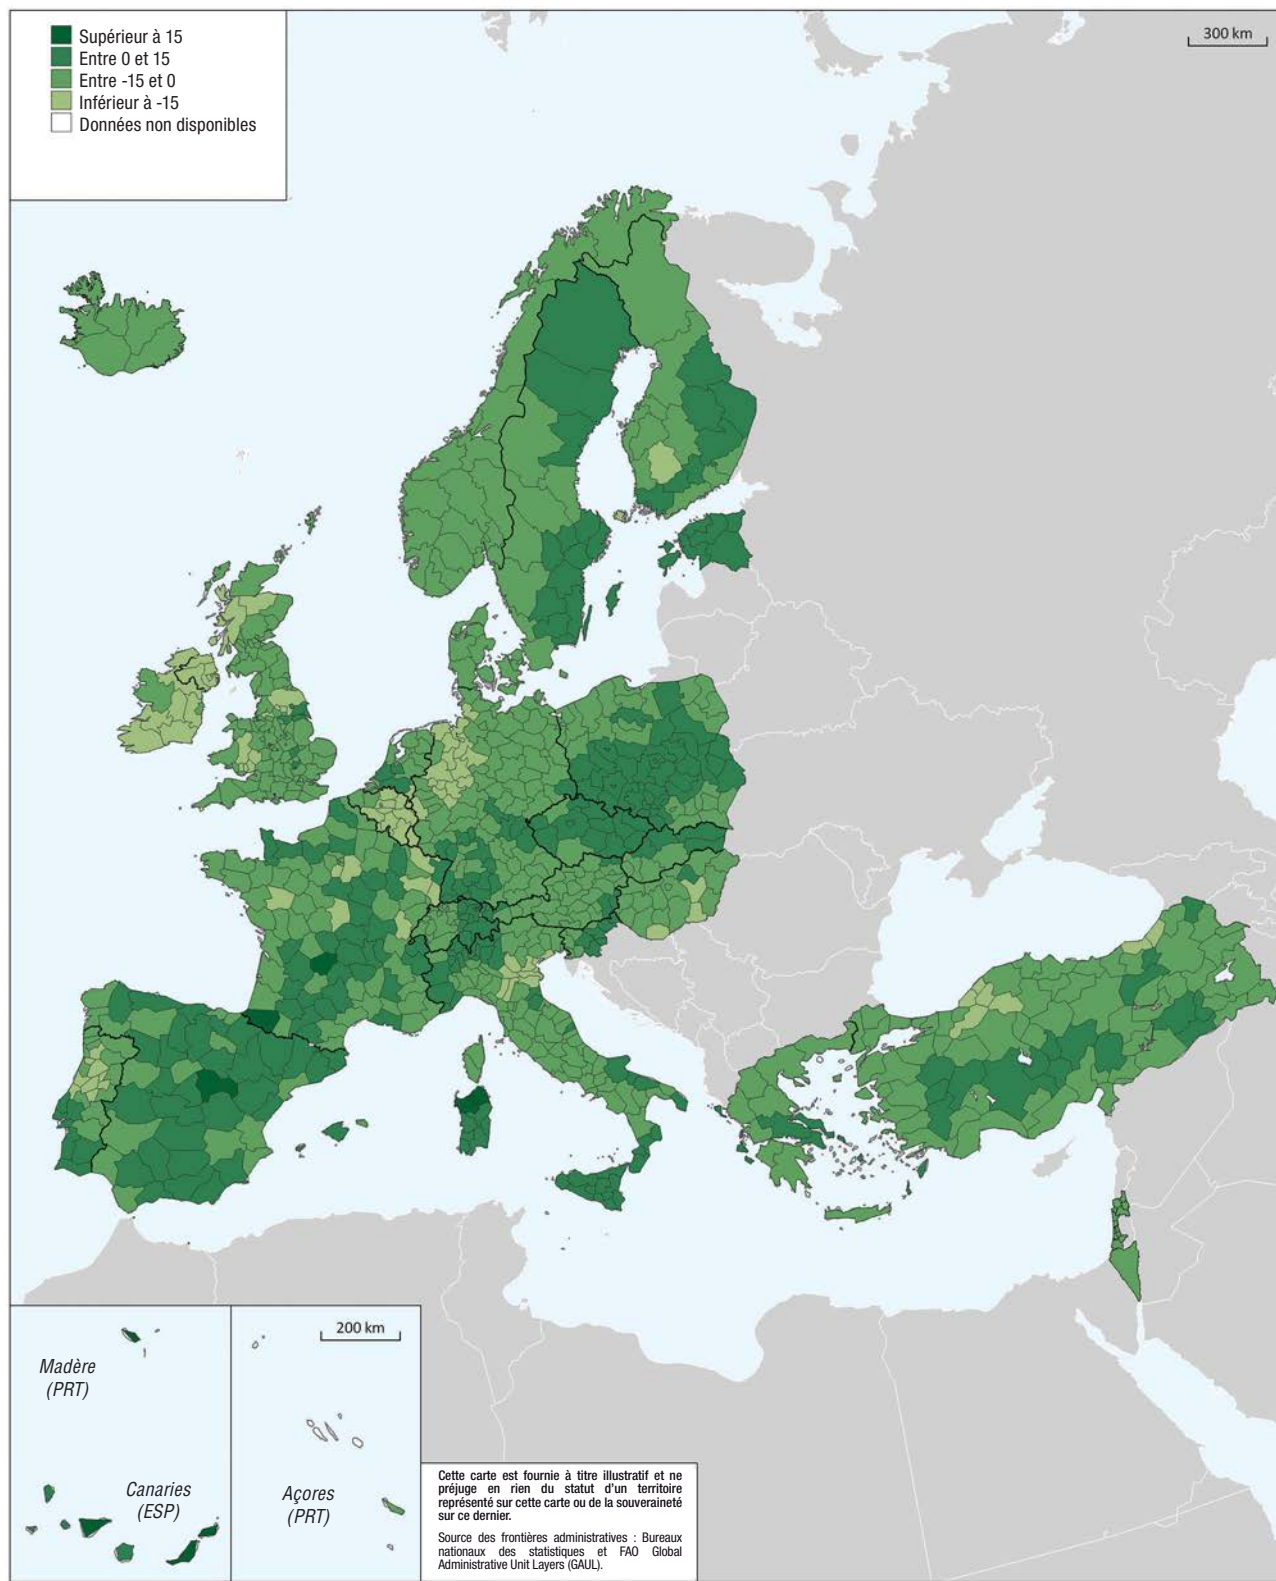 Supérieur à 15
Entre 0 et 15
Entre -15 et 0
Inférieur à -15
Données non disponibles
300 km
200 km
Madère
(PRT)
Canaries
(ESP)
Açores
(PRT)
Cette carte est fournie à titre illustratif et ne
préjuge en rien du statut d'un territoire
représenté sur cette carte ou de la souveraineté
sur ce dernier.
Source des frontières administratives : Bureaux
nationaux des statistiques et FAO Global
Administrative Unit Layers (GAUL).